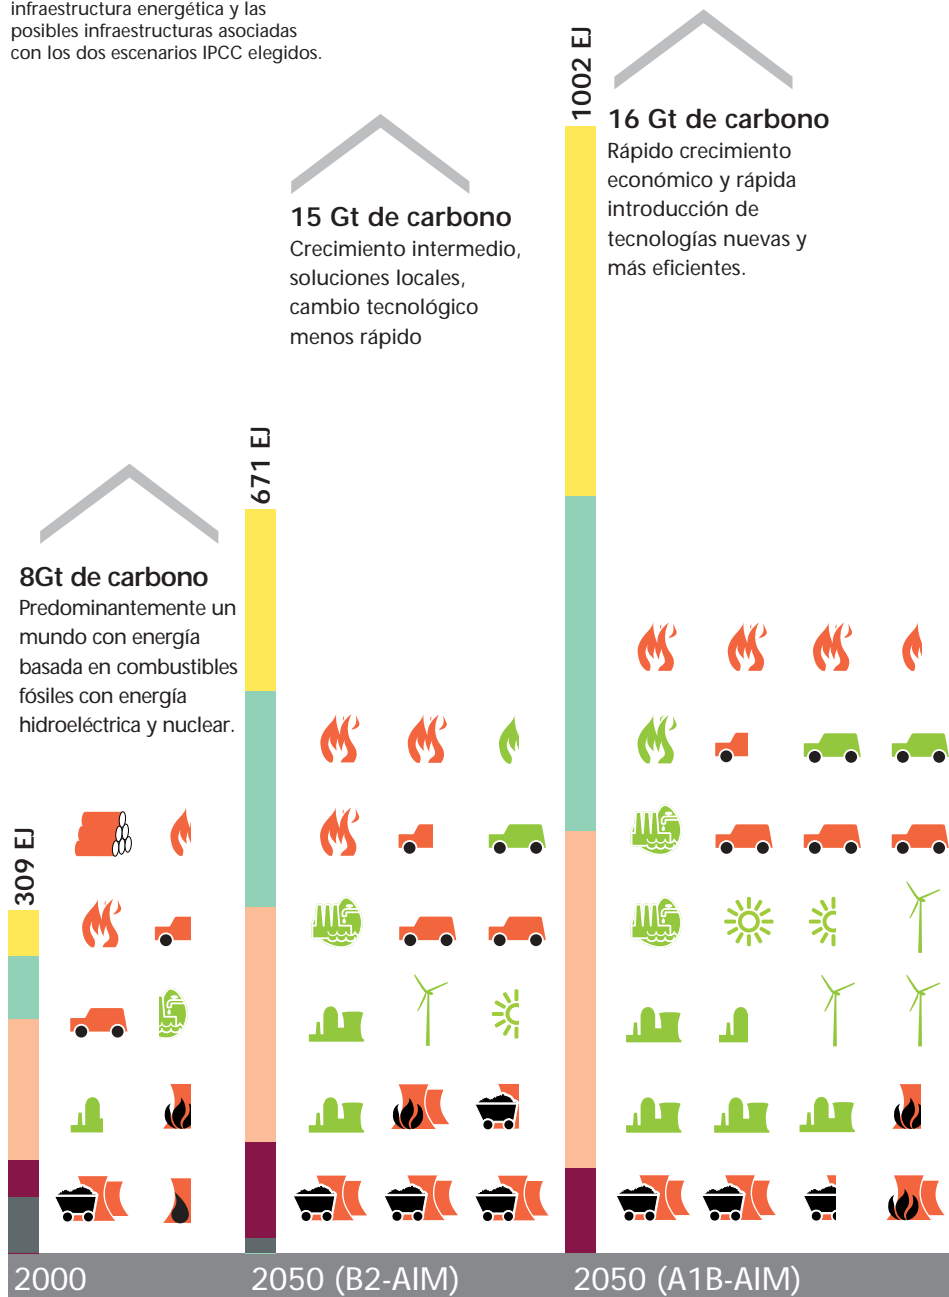 infraestructura energética y las
posibles infraestructuras asociadas
con los dos escenarios IPCC elegidos.
1002 EJ
16 Gt de carbono
Rápido crecimiento
económico y rápida
introducción de
tecnologías nuevas y
más eficientes.
15 Gt de carbono
Crecimiento intermedio,
soluciones locales,
cambio tecnológico
menos rápido
671 EJ
8Gt de carbono
Predominantemente un
mundo con energía
basada en combustibles
fósiles con energía
hidroeléctrica y nuclear.
309 EJ
2000
2050 (B2-AIM)
2050 (A1B-AIM)